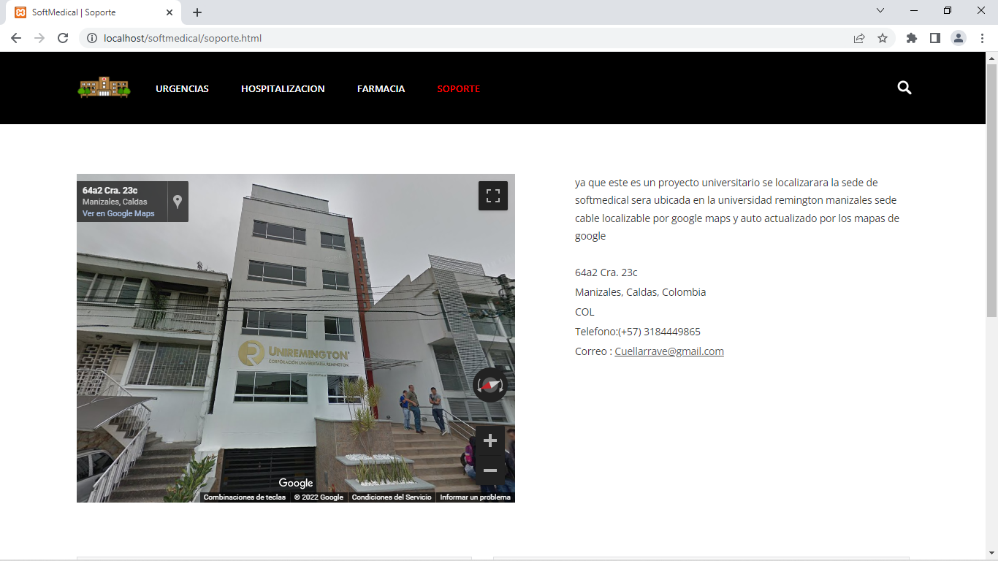 SoftMedical | Soporte
localhost/softmedical/soporte.html
URGENCIAS
HOSPITALIZACION
FARMACIA
SOPORTE
64a2 Cra. 23c
Manizales, Caldas
Ver en Google Maps
UNIREMINGTON
CORPORACIÓN UNIVERSITARIA REMINGTON
Google
Combinaciones de teclas
© 2022 Google
Condiciones del Servicio
Informar un problema
ya que este es un proyecto universitario se localizarara la sede de
softmedical sera ubicada en la universidad remington manizales sede
cable localizable por google maps y auto actualizado por los mapas de
google
64a2 Cra. 23c
Manizales, Caldas, Colombia
COL
Telefono:(+57) 3184449865
Correo : Cuellarrave@gmail.com